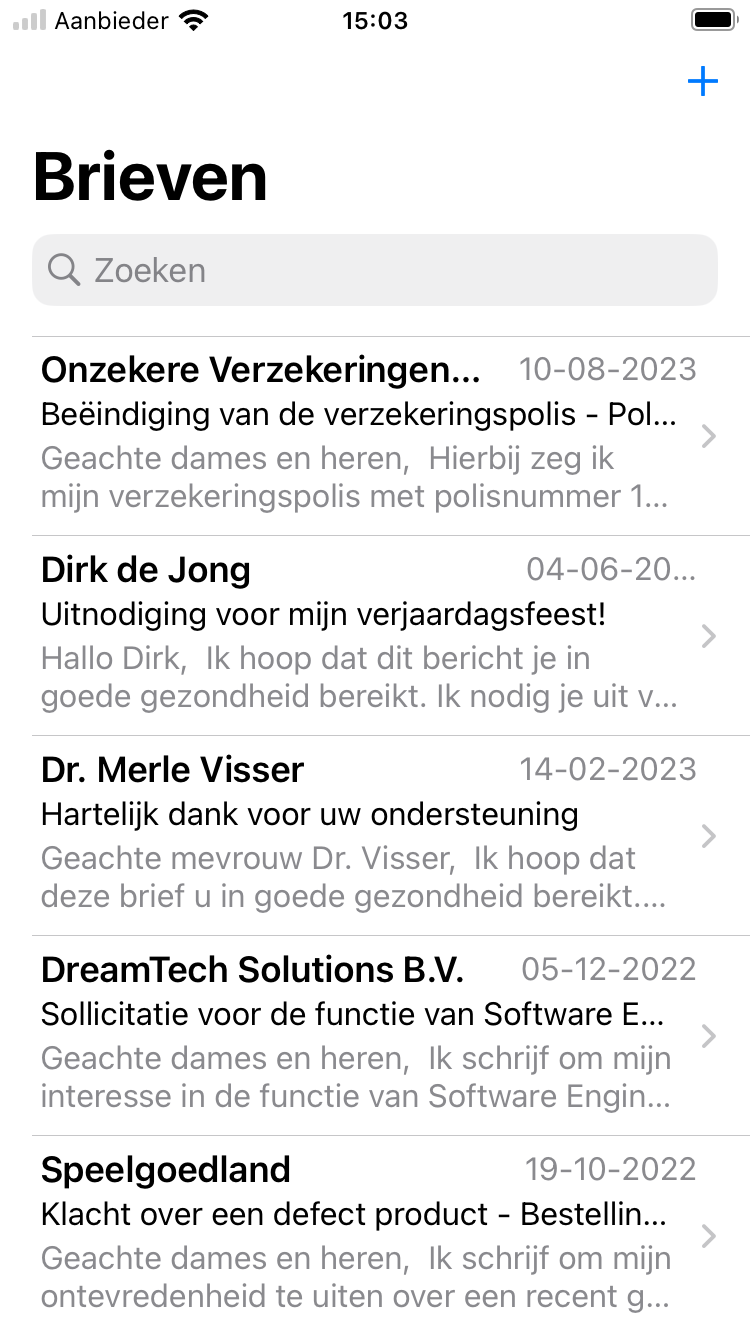 Aanbieder 15:03
Brieven
Zoeken
Onzekere Verzekeringen... 10-08-2023
Beëindiging van de verzekeringspolis - Pol...
Geachte dames en heren,  Hierbij zeg ik
mijn verzekeringspolis met polisnummer 1...
Dirk de Jong 04-06-20...
Uitnodiging voor mijn verjaardagsfeest!
Hallo Dirk,  Ik hoop dat dit bericht je in
goede gezondheid bereikt. Ik nodig je uit v...
Dr. Merle Visser 14-02-2023
Hartelijk dank voor uw ondersteuning
Geachte mevrouw Dr. Visser,  Ik hoop dat
deze brief u in goede gezondheid bereikt....
DreamTech Solutions B.V. 05-12-2022
Sollicitatie voor de functie van Software E...
Geachte dames en heren,  Ik schrijf om mijn
interesse in de functie van Software Engin...
Speelgoedland 19-10-2022
Klacht over een defect product - Bestellin...
Geachte dames en heren,  Ik schrijf om mijn
ontevredenheid te uiten over een recent g...